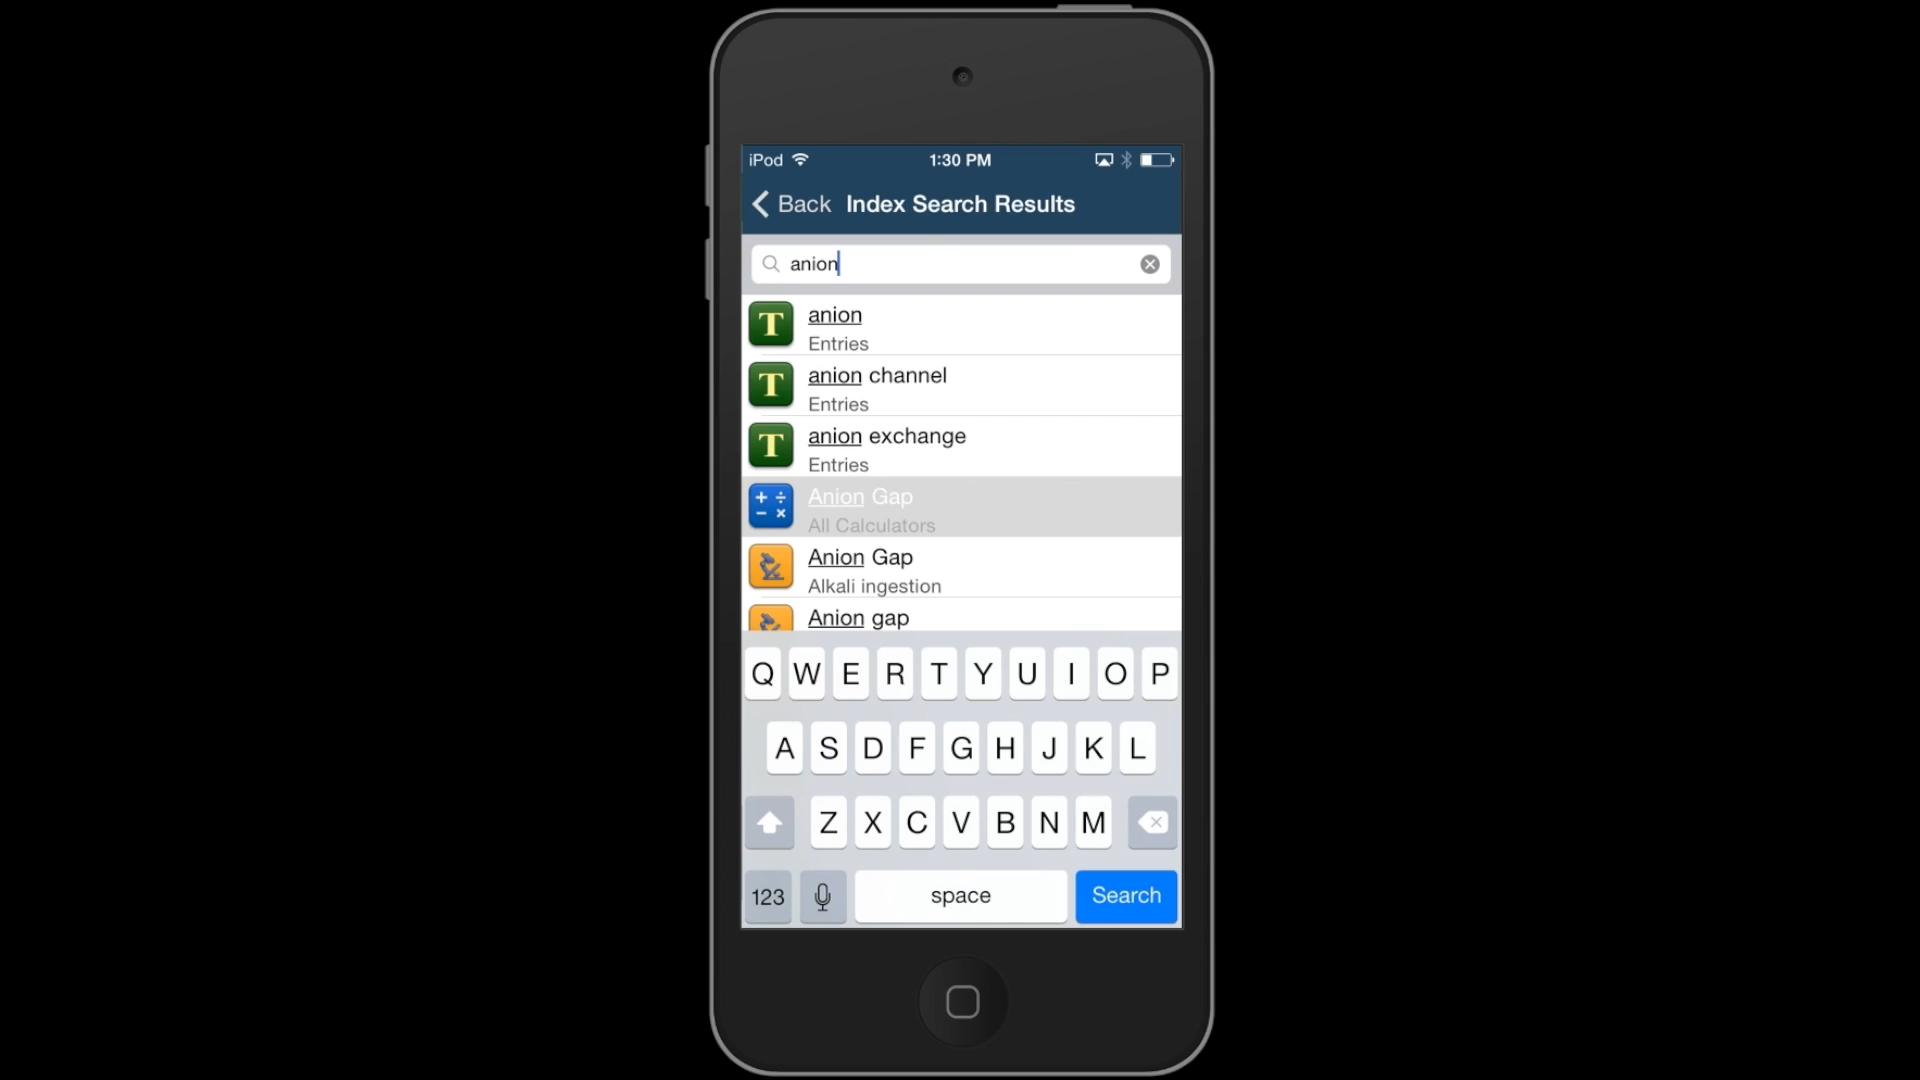 iPod 1:30 PM
Back Index Search Results
anion
T anion
Entries
T anion channel
Entries
T anion exchange
Entries
+ ÷ Anion Gap
− × All Calculators
Anion Gap
Alkali ingestion
Anion gap
Q W E R T Y U I O P
A S D F G H J K L
Z X C V B N M
123 space Search